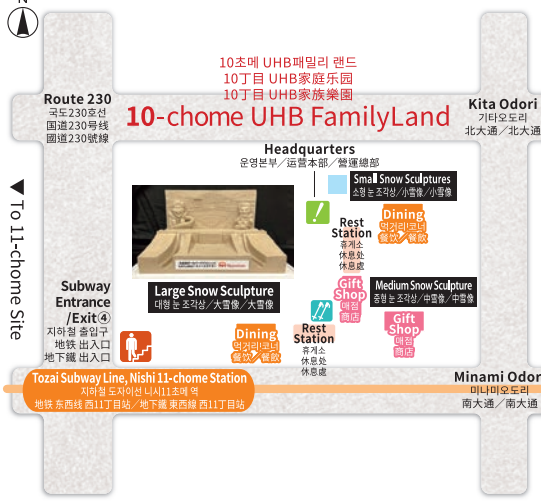 N
10초메 UHB패밀리 랜드
10丁目 UHB家庭乐园
10丁目 UHB家族樂園
10-chome UHB FamilyLand
Route 230
국도230호선
国道230号线
國道230號線
Kita Odori
기타오도리
北大通／北大通
Headquarters
운영본부／运营本部／營運總部
Small Snow Sculptures
소형 눈 조각상／小雪像／小雪像
Rest
Station
휴게소
休息处
休息處
Dining
먹거리 코너
餐饮／餐飲
◀ To 11-chome Site
Large Snow Sculpture
대형 눈 조각상／大雪像／大雪像
Gift
Shop
매점
商店
Medium Snow Sculpture
중형 눈 조각상／中雪像／中雪像
Gift
Shop
매점
商店
Subway
Entrance
/Exit④
지하철 출입구
地铁 出入口
地下鐵 出入口
Dining
먹거리 코너
餐饮／餐飲
Rest
Station
휴게소
休息处
休息處
Tozai Subway Line, Nishi 11-chome Station
지하철 도자이선 니시11초메 역
地铁 东西线 西11丁目站／地下鐵 東西線 西11丁目站
Minami Odori
미나미오도리
南大通／南大通